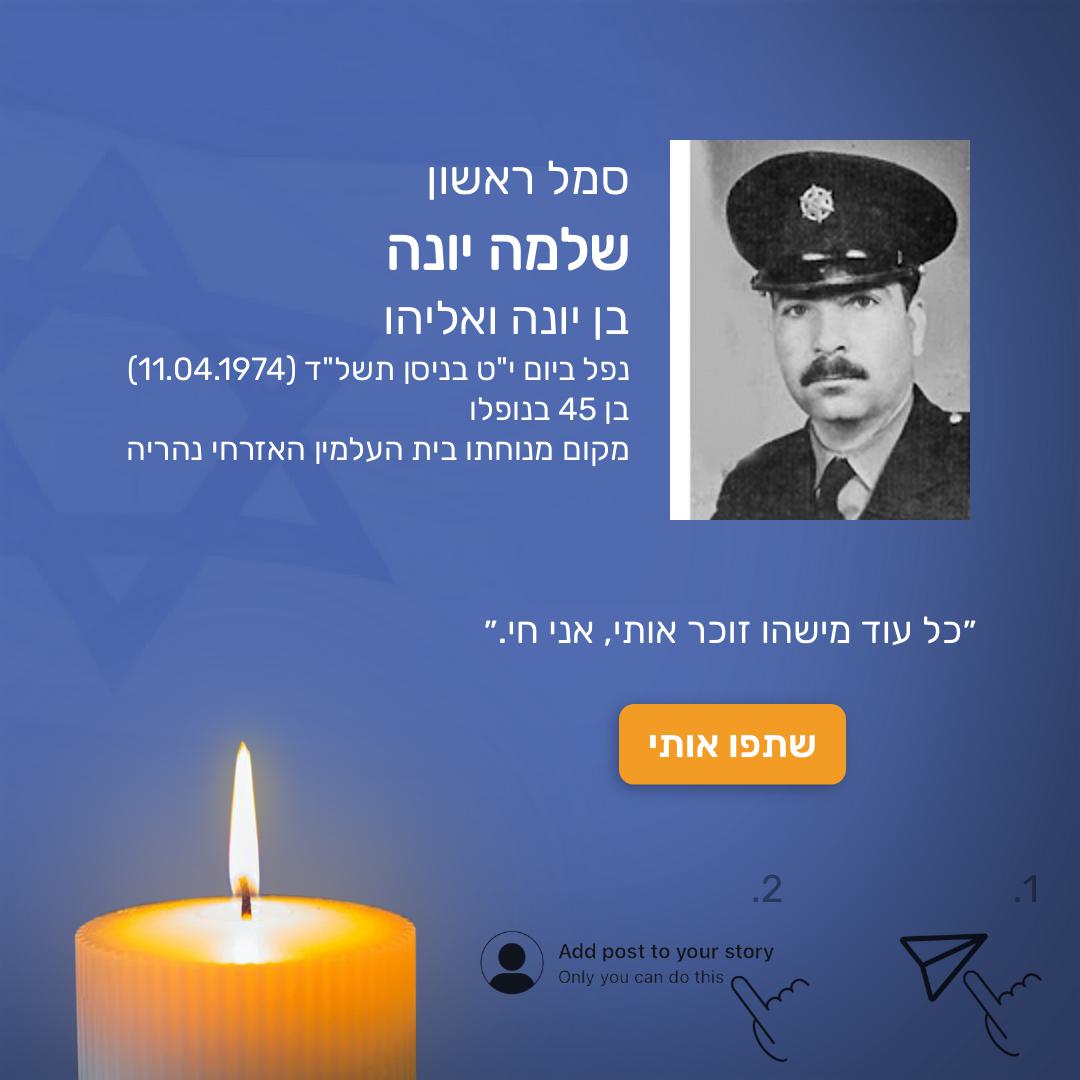 סמל ראשון
שלמה יונה
בן יונה ואליהו
נפל ביום י"ט בניסן תשל"ד (11.04.1974)
בן 45 בנופלו
מקום מנוחתו בית העלמין האזרחי נהריה
״כל עוד מישהו זוכר אותי, אני חי.״
שתפו אותי
1.
2.
Add post to your story
Only you can do this